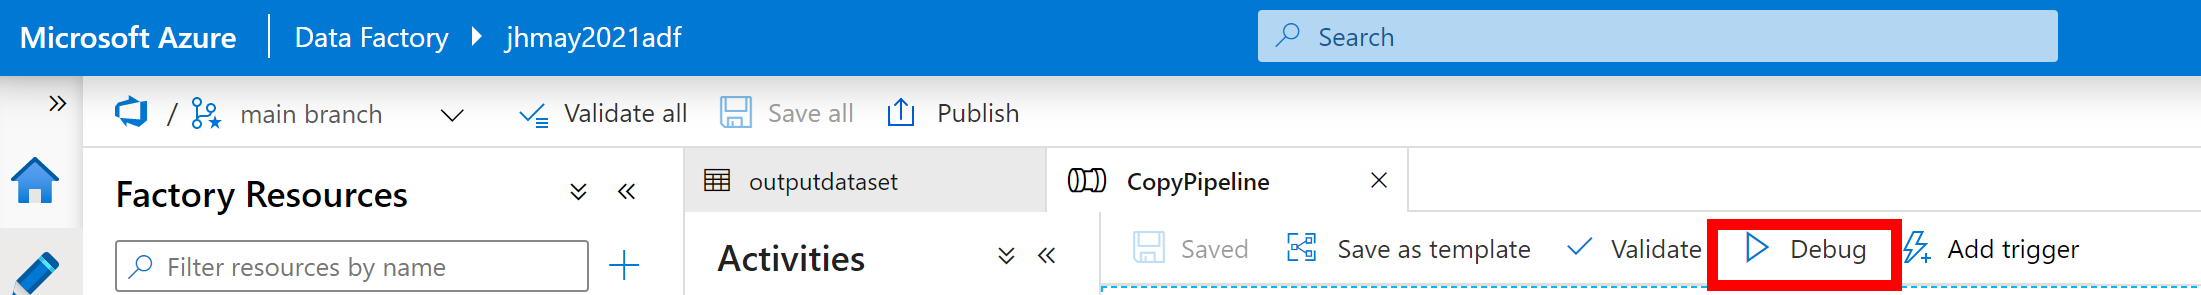 Microsoft Azure Data Factory jhmay2021adf Search
/ main branch Validate all Save all Publish
Factory Resources
outputdataset CopyPipeline
Filter resources by name
Activities
Saved Save as template Validate Debug Add trigger